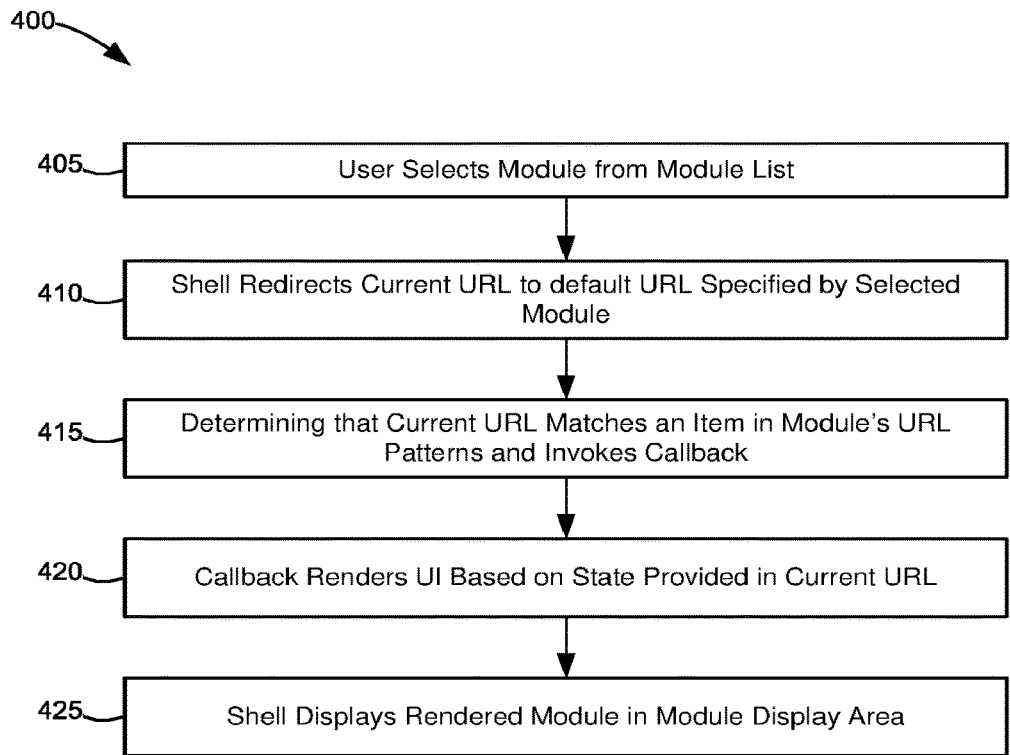 400
405
User Selects Module from Module List
410
Shell Redirects Current URL to default URL Specified by Selected
Module
415
Determining that Current URL Matches an Item in Module's URL
Patterns and Invokes Callback
420
Callback Renders UI Based on State Provided in Current URL
425
Shell Displays Rendered Module in Module Display Area